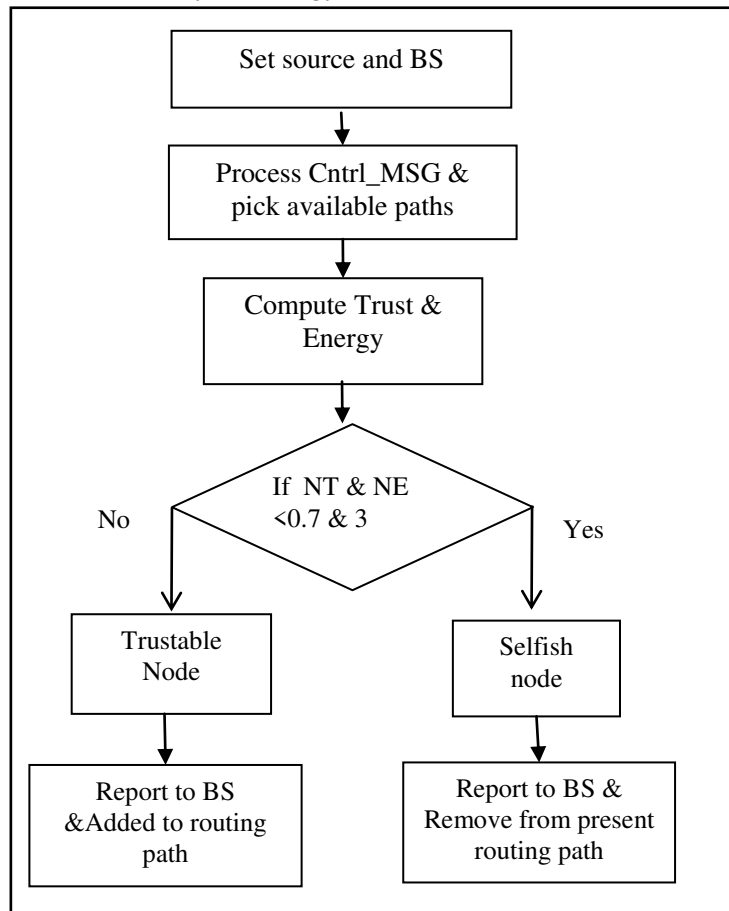 Set source and BS
Process Cntrl_MSG &
pick available paths
Compute Trust &
Energy
If NT & NE
<0.7 & 3
No
Yes
Trustable
Node
Selfish
node
Report to BS
&Added to routing
path
Report to BS &
Remove from present
routing path